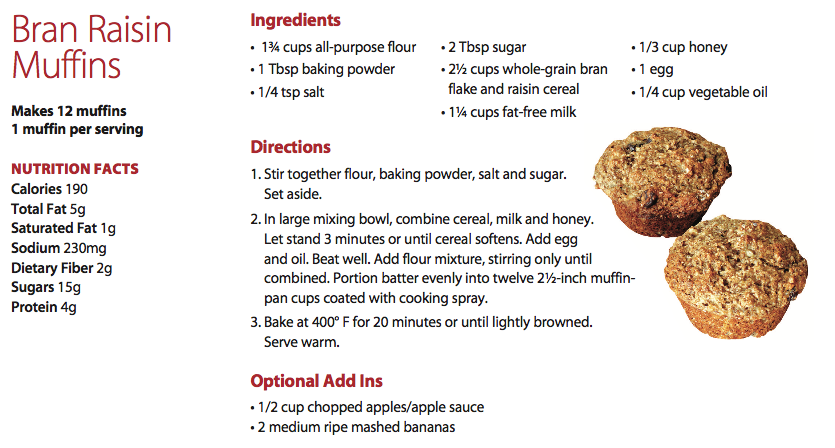 Bran Raisin
Muffins
Makes 12 muffins
1 muffin per serving
NUTRITION FACTS
Calories 190
Total Fat 5g
Saturated Fat 1g
Sodium 230mg
Dietary Fiber 2g
Sugars 15g
Protein 4g
Ingredients
• 1¾ cups all-purpose flour
• 1 Tbsp baking powder
• 1/4 tsp salt
• 2 Tbsp sugar
• 2½ cups whole-grain bran
flake and raisin cereal
• 1¼ cups fat-free milk
• 1/3 cup honey
• 1 egg
• 1/4 cup vegetable oil
Directions
1. Stir together flour, baking powder, salt and sugar.
Set aside.
2. In large mixing bowl, combine cereal, milk and honey.
Let stand 3 minutes or until cereal softens. Add egg
and oil. Beat well. Add flour mixture, stirring only until
combined. Portion batter evenly into twelve 2½-inch muffin-
pan cups coated with cooking spray.
3. Bake at 400° F for 20 minutes or until lightly browned.
Serve warm.
Optional Add Ins
• 1/2 cup chopped apples/apple sauce
• 2 medium ripe mashed bananas